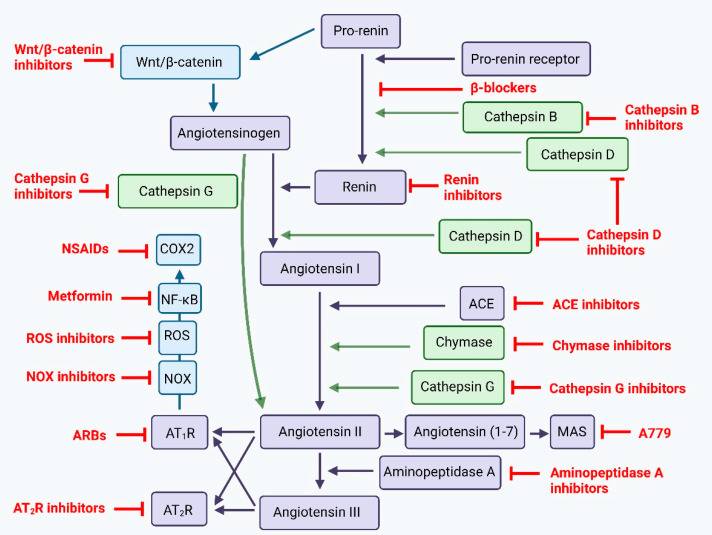 Pro-renin
Wnt/β-catenin
inhibitors
Wnt/β-catenin
Pro-renin receptor
β-blockers
Cathepsin B
Cathepsin B
inhibitors
Angiotensinogen
Cathepsin D
Cathepsin G
inhibitors
Cathepsin G
Renin
Renin
inhibitors
Cathepsin D
Cathepsin D
inhibitors
NSAIDs
COX2
Angiotensin I
Metformin
NF-κB
ACE
ACE inhibitors
ROS inhibitors
ROS
Chymase
Chymase inhibitors
NOX inhibitors
NOX
Cathepsin G
Cathepsin G inhibitors
ARBs
AT₁R
Angiotensin II
Angiotensin (1-7)
MAS
A779
Aminopeptidase A
Aminopeptidase A
inhibitors
AT₂R inhibitors
AT₂R
Angiotensin III